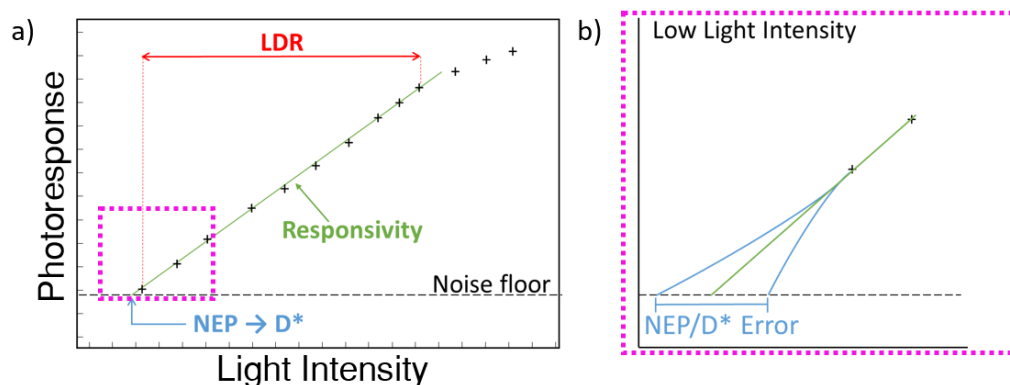 a)
LDR
Photoresponse
Responsivity
Noise floor
NEP → D*
Light Intensity
b)
Low Light Intensity
NEP/D* Error